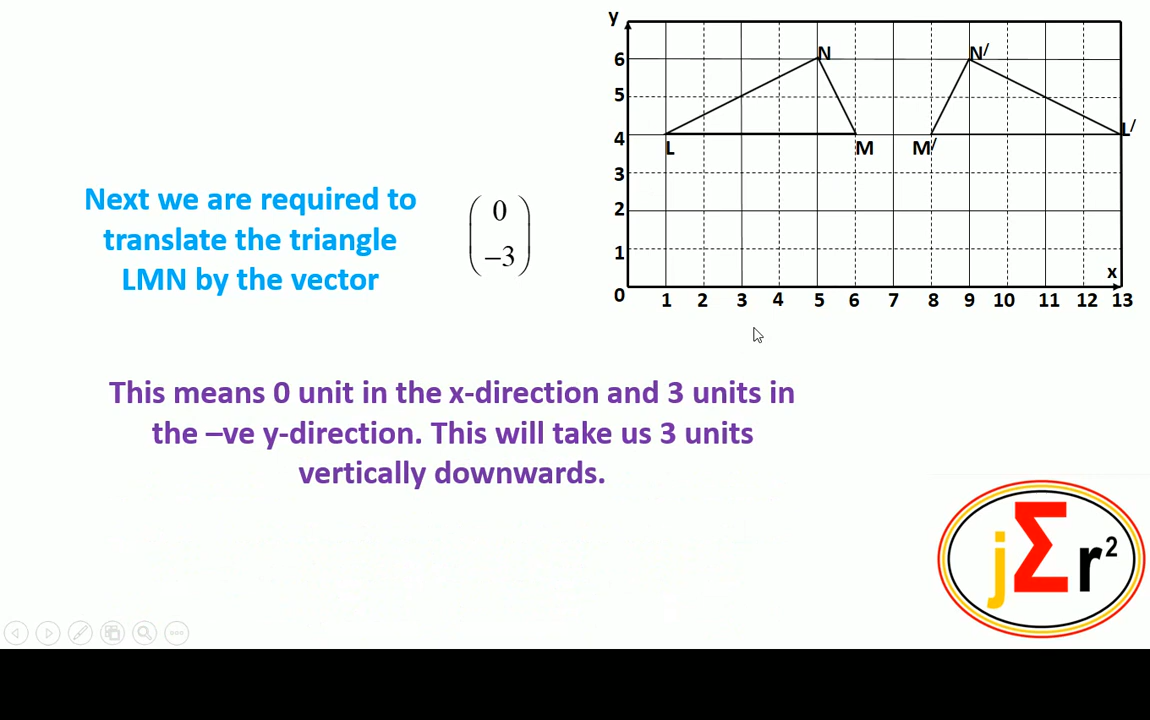 Next we are required to
translate the triangle
LMN by the vector
0
–3
This means 0 unit in the x-direction and 3 units in
the –ve y-direction. This will take us 3 units
vertically downwards.
y
6
5
4
3
2
1
0
1 2 3 4 5 6 7 8 9 10 11 12 13
x
N
L
M
N/
M/
L/
jΣr²